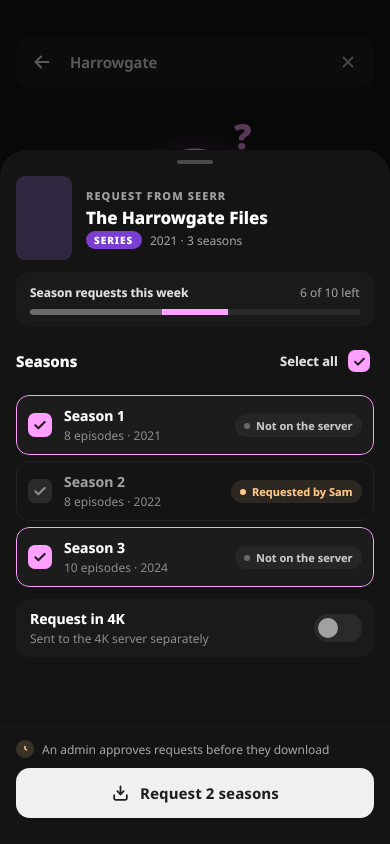 Harrowgate
?
REQUEST FROM SEERR
The Harrowgate Files
SERIES 2021 · 3 seasons
Season requests this week 6 of 10 left
Seasons Select all
Season 1
8 episodes · 2021
Not on the server
Season 2
8 episodes · 2022
Requested by Sam
Season 3
10 episodes · 2024
Not on the server
Request in 4K
Sent to the 4K server separately
An admin approves requests before they download
Request 2 seasons